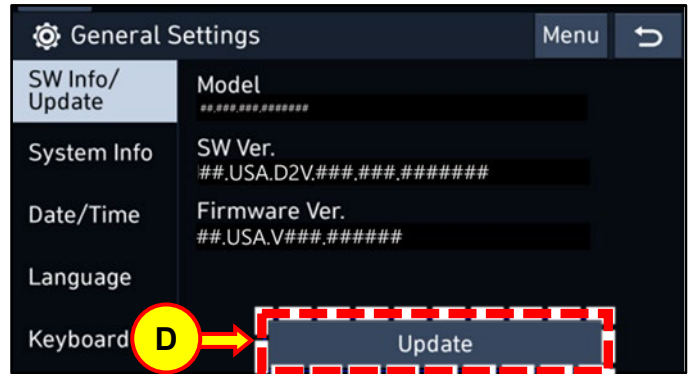 General Settings
Menu
SW Info/
Update
Model
##.###.###.#######
System Info
SW Ver.
##.USA.D2V.###.###.#######
Date/Time
Firmware Ver.
##.USA.V###.######
Language
Keyboard
D
Update